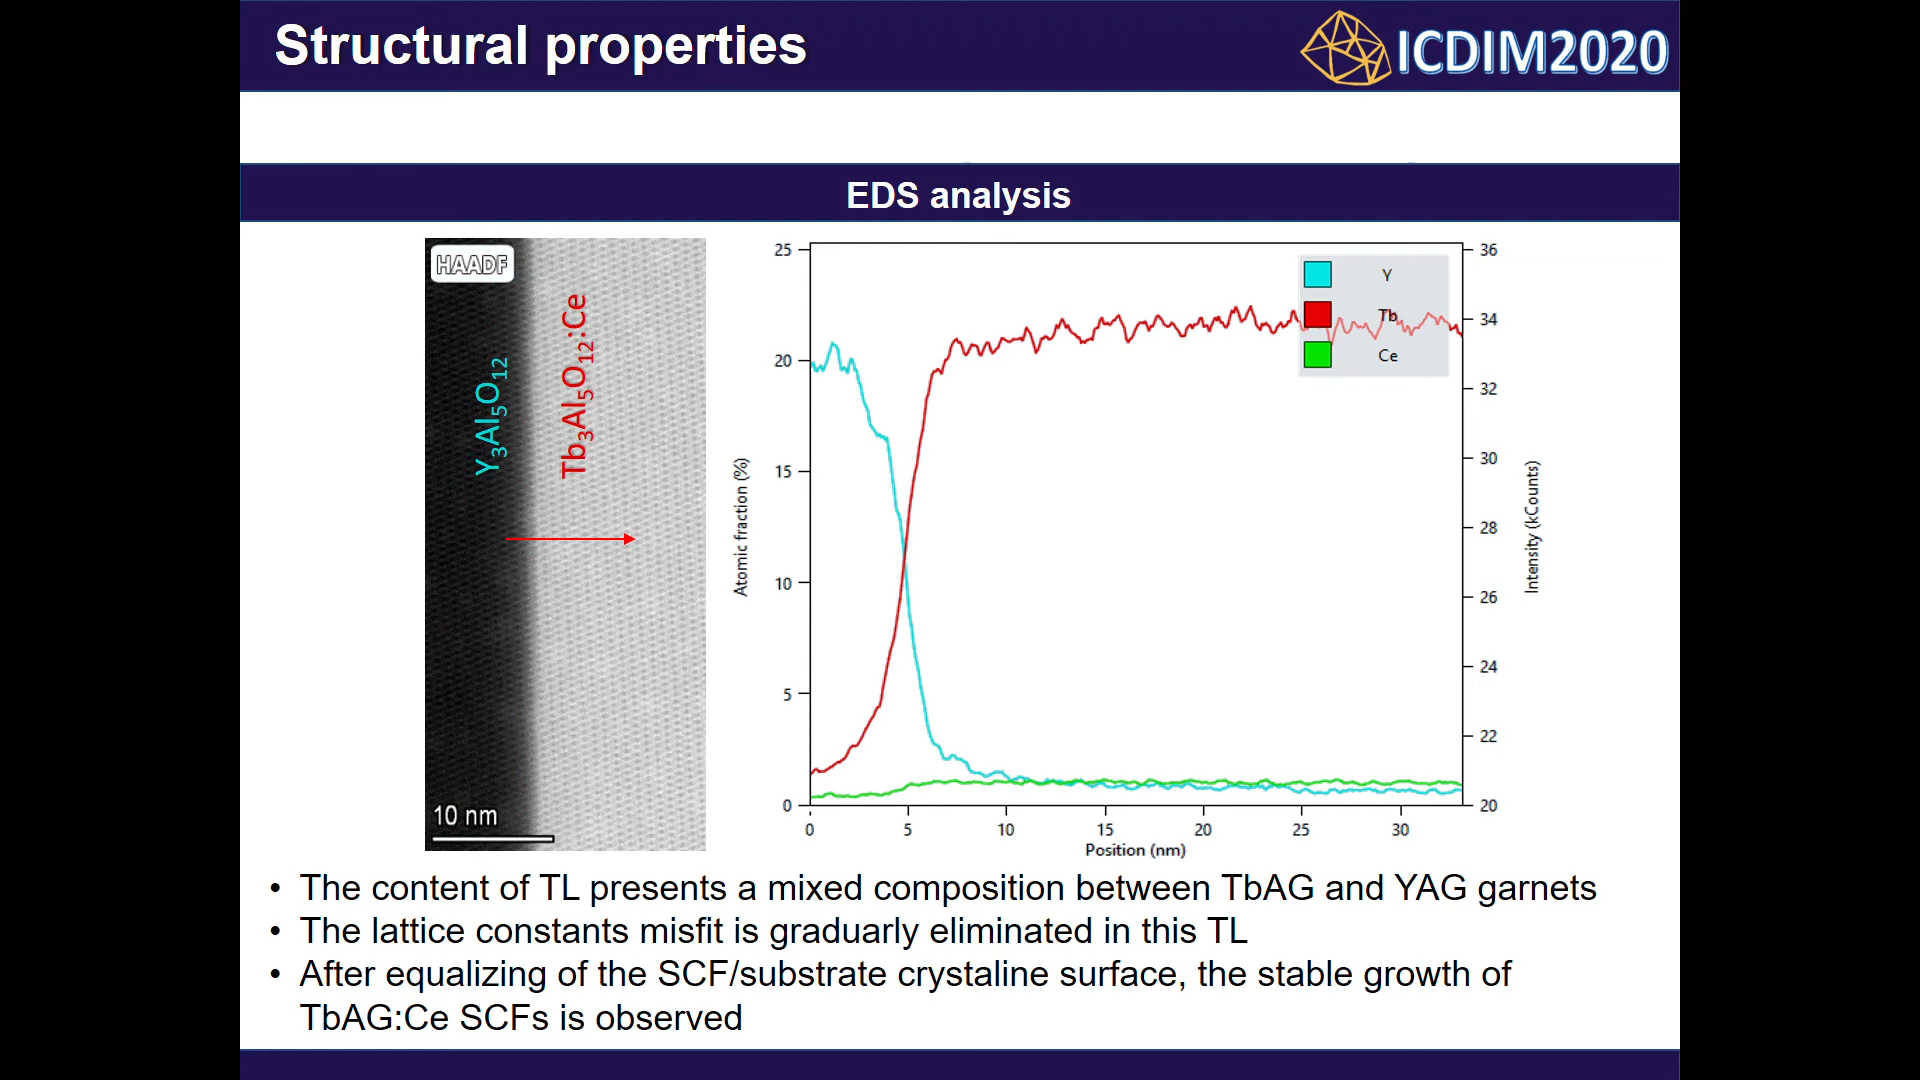 Structural properties
ICDIM2020
EDS analysis
HAADF
Y3Al5O12
Tb3Al5O12:Ce
10 nm
25
20
15
10
5
0
Atomic fraction (%)
0
5
10
15
20
25
30
Position (nm)
36
34
32
30
28
26
24
22
20
Intensity (kCounts)
Y
Tb
Ce
• The content of TL presents a mixed composition between TbAG and YAG garnets
• The lattice constants misfit is graduarly eliminated in this TL
• After equalizing of the SCF/substrate crystaline surface, the stable growth of
TbAG:Ce SCFs is observed